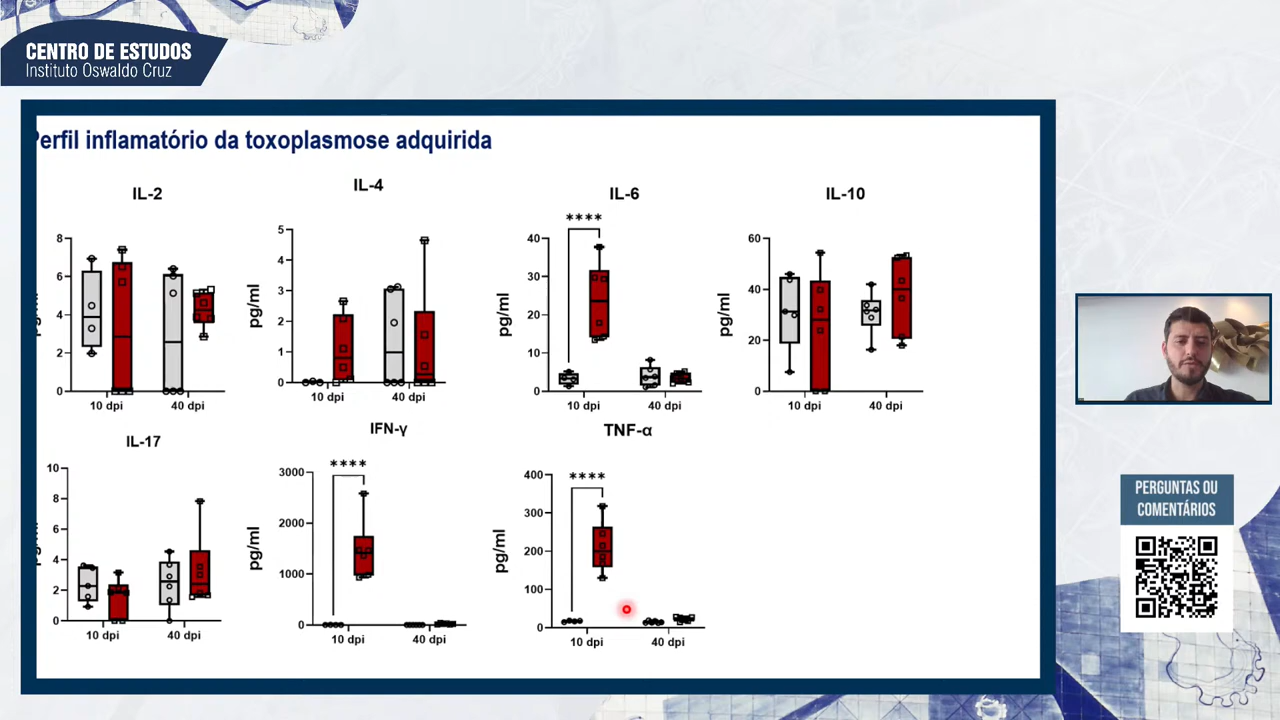 CENTRO DE ESTUDOS
Instituto Oswaldo Cruz
Perfil inflamatório da toxoplasmose adquirida
IL-2
8
6
4
2
0
10 dpi
40 dpi
IL-4
pg/ml
5
4
3
2
1
0
10 dpi
40 dpi
IL-6
****
pg/ml
40
30
20
10
0
10 dpi
40 dpi
IL-10
pg/ml
60
40
20
0
10 dpi
40 dpi
IL-17
10
8
6
4
2
0
10 dpi
40 dpi
IFN-γ
****
pg/ml
3000
2000
1000
0
10 dpi
40 dpi
TNF-α
****
pg/ml
400
300
200
100
0
10 dpi
40 dpi
PERGUNTAS OU
COMENTÁRIOS